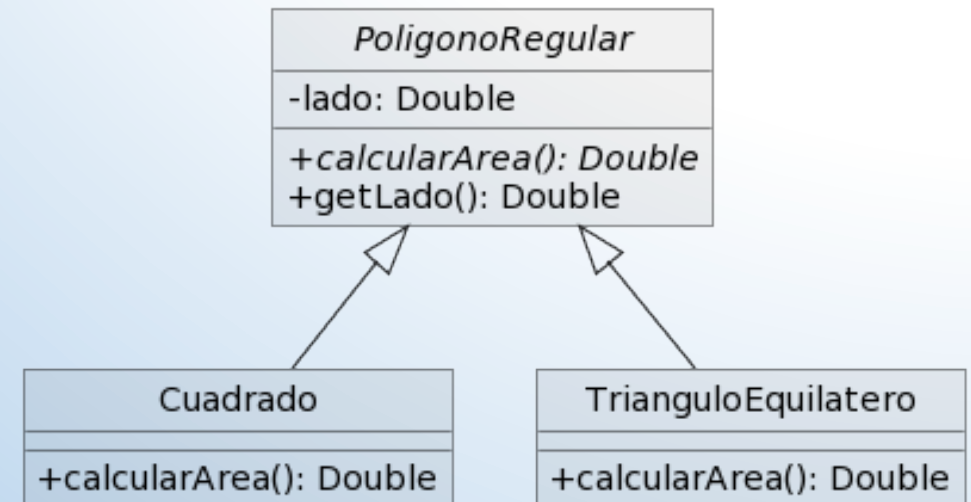 PoligonoRegular
-lado: Double
+calcularArea(): Double
+getLado(): Double
Cuadrado
+calcularArea(): Double
TrianguloEquilatero
+calcularArea(): Double